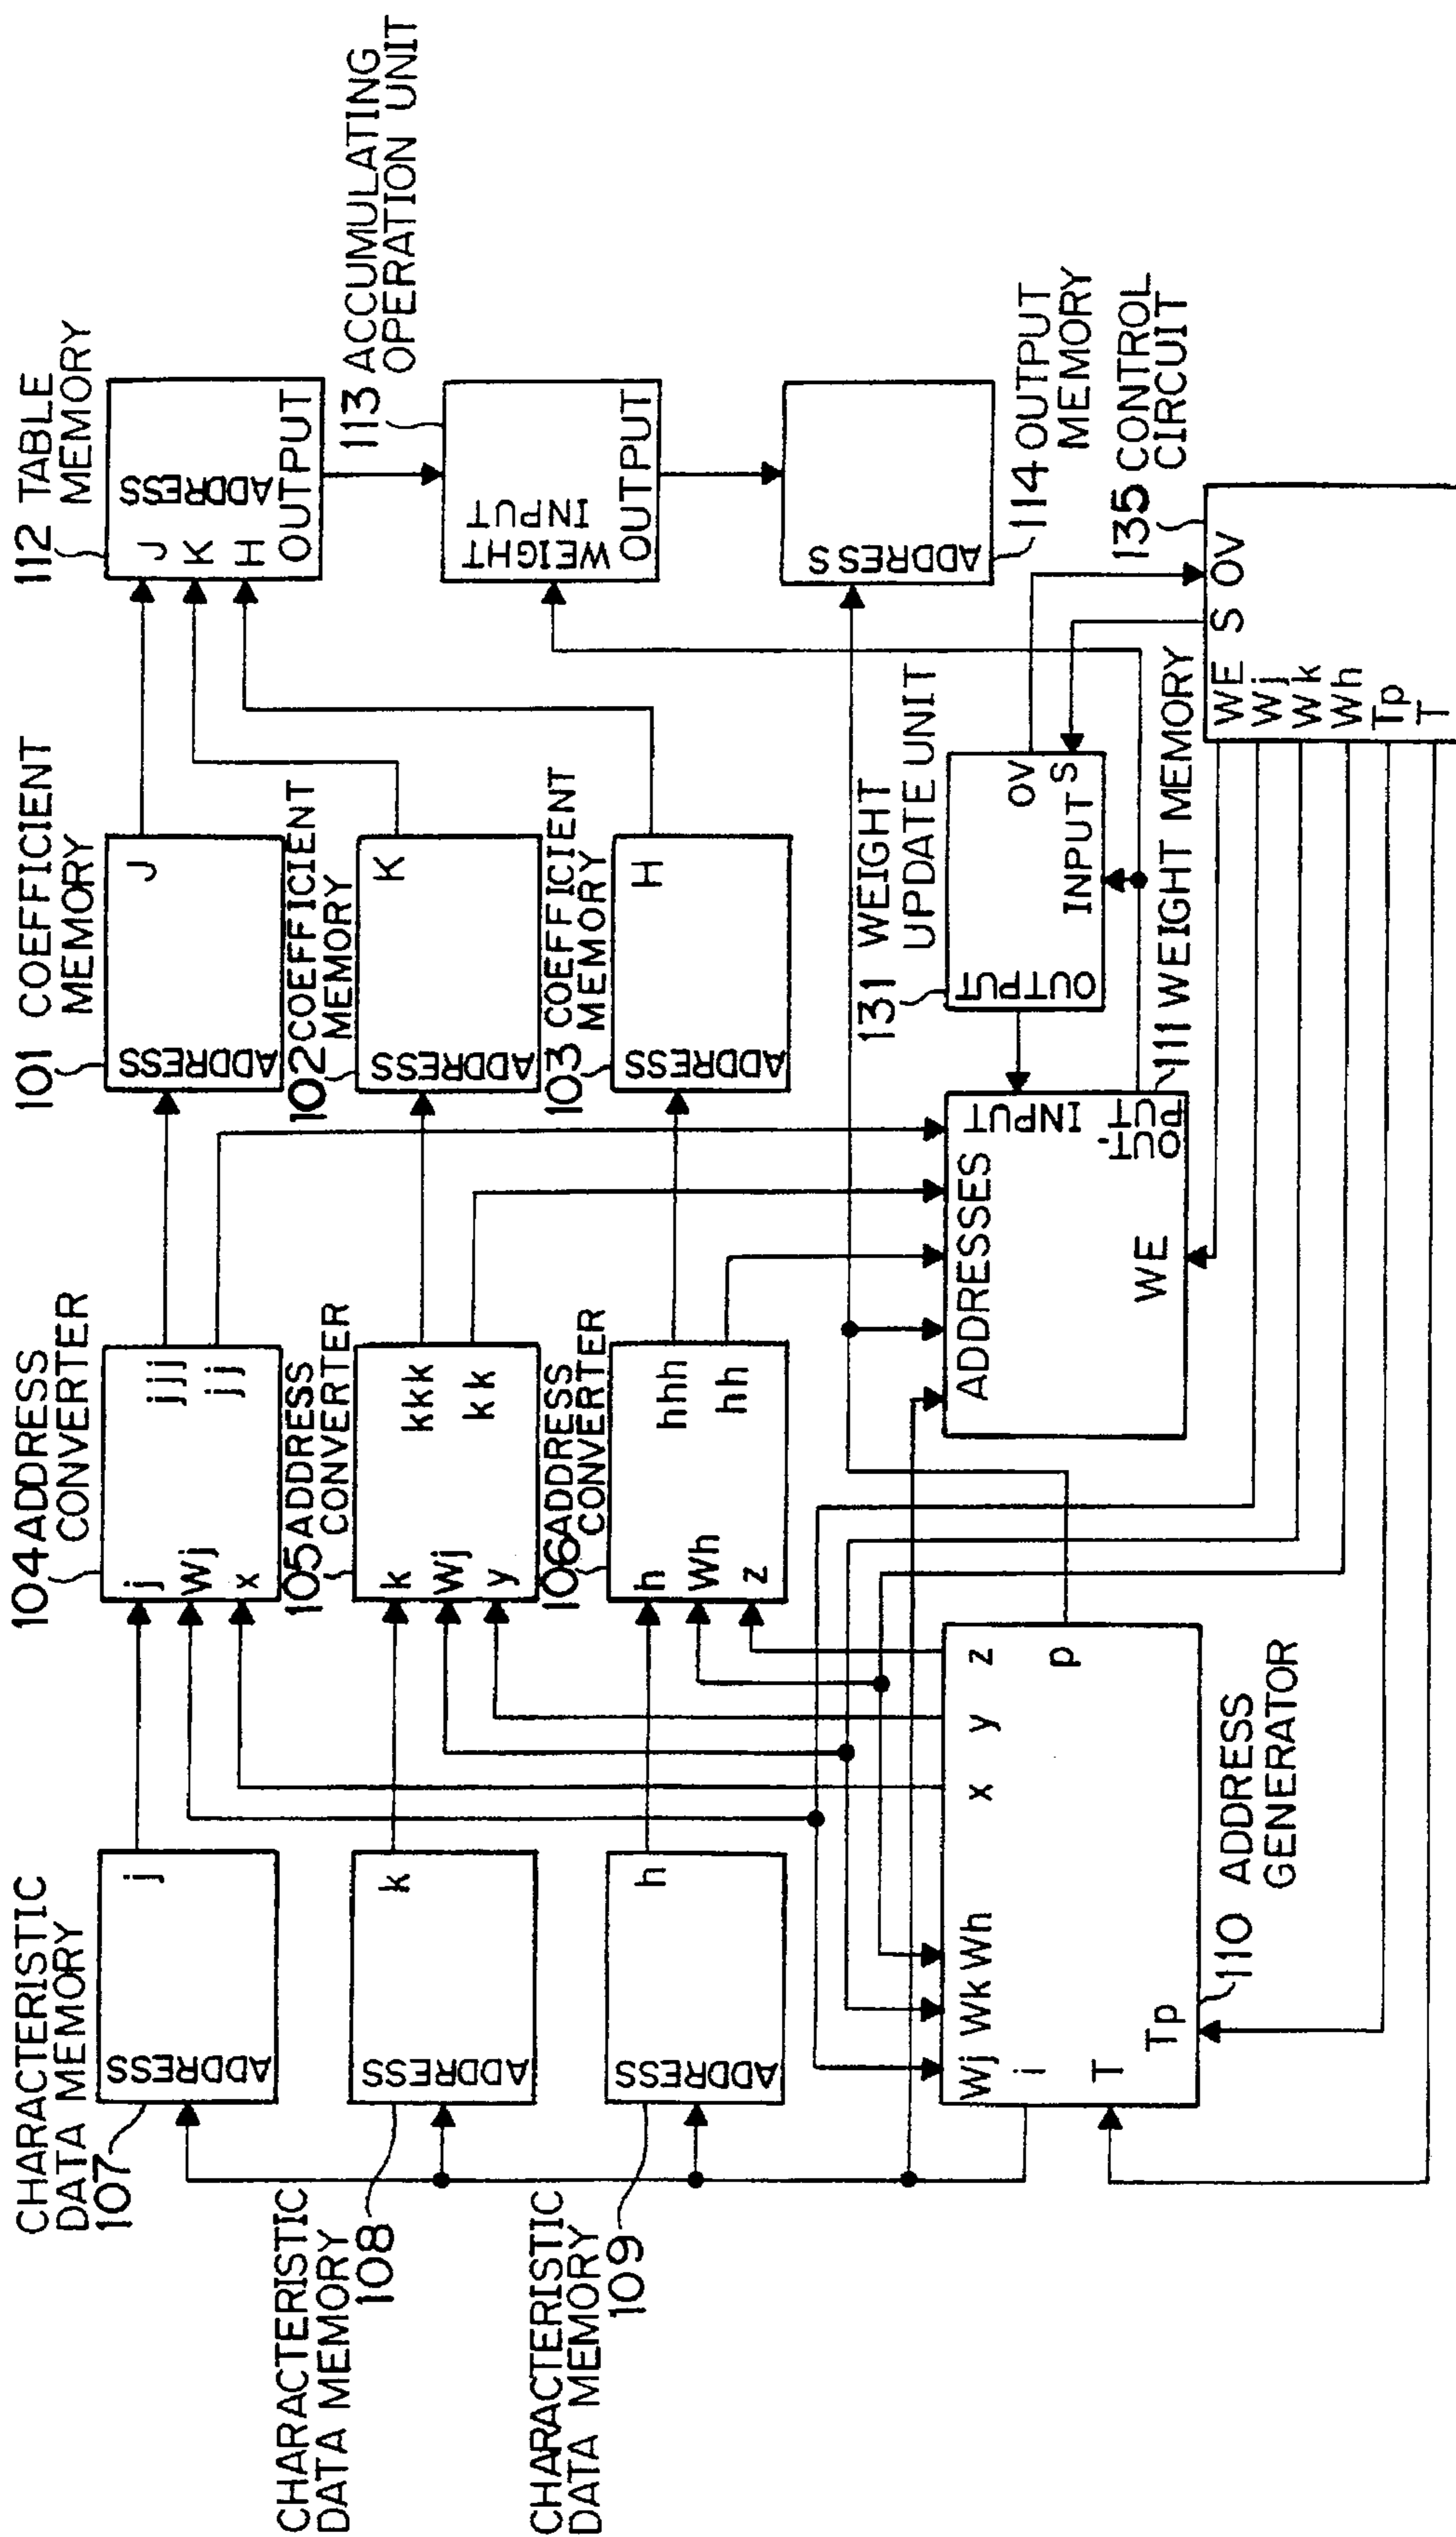 CHARACTERISTIC
DATA MEMORY
107
ADDRESS
j
104 ADDRESS
CONVERTER
j
Wj
x
jjj
jj
101 COEFFICIENT
MEMORY
ADDRESS
J
112 TABLE
MEMORY
J
K
H
ADDRESS
OUTPUT
CHARACTERISTIC
DATA MEMORY
108
ADDRESS
k
105 ADDRESS
CONVERTER
k
Wj
y
kkk
kk
102 COEFFICIENT
MEMORY
ADDRESS
K
113 ACCUMULATING
OPERATION UNIT
WEIGHT
INPUT
OUTPUT
CHARACTERISTIC
DATA MEMORY
109
ADDRESS
h
106 ADDRESS
CONVERTER
h
Wh
z
hhh
hh
103 COEFFICIENT
MEMORY
ADDRESS
H
ADDRESS
114 OUTPUT
MEMORY
Wj Wk Wh
x y z
i
p
T
Tp
110 ADDRESS
GENERATOR
ADDRESSES
INPUT
OUT-
PUT
WE
111 WEIGHT MEMORY
131 WEIGHT
UPDATE UNIT
OUTPUT
OV
S
INPUT
135 CONTROL
CIRCUIT
WE
S
OV
Wj
Wk
Wh
Tp
T